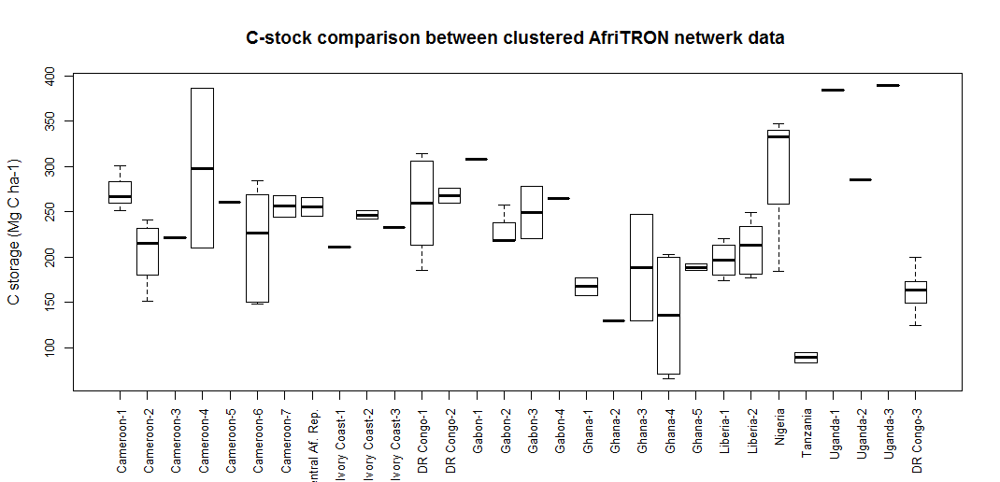 C-stock comparison between clustered AfriTRON netwerk data
C storage (Mg C ha-1)
400
350
300
250
200
150
100
Cameroon-1
Cameroon-2
Cameroon-3
Cameroon-4
Cameroon-5
Cameroon-6
Cameroon-7
ntral Af. Rep.
Ivory Coast-1
Ivory Coast-2
Ivory Coast-3
DR Congo-1
DR Congo-2
Gabon-1
Gabon-2
Gabon-3
Gabon-4
Ghana-1
Ghana-2
Ghana-3
Ghana-4
Ghana-5
Liberia-1
Liberia-2
Nigeria
Tanzania
Uganda-1
Uganda-2
Uganda-3
DR Congo-3